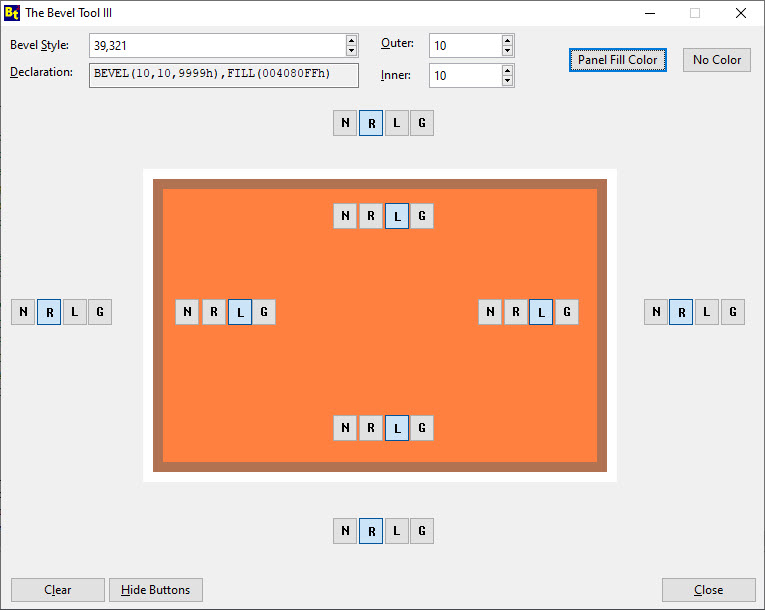 Bt The Bevel Tool III
Bevel Style: 39,321 Outer: 10 Panel Fill Color No Color
Declaration: BEVEL(10,10,9999h),FILL(004080FFh) Inner: 10
N R L G
N R L G
N R L G N R L G N R L G N R L G
N R L G
N R L G
Clear Hide Buttons Close